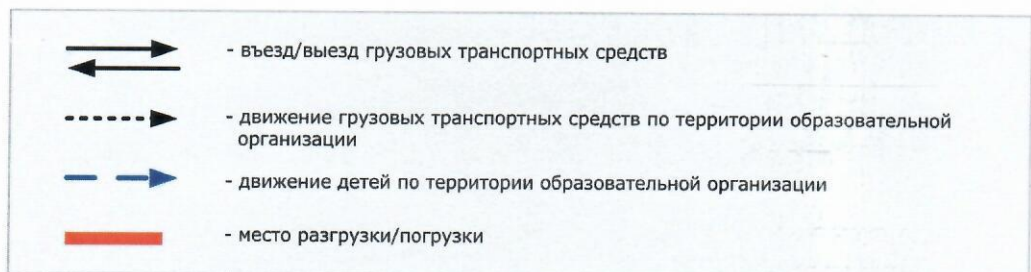 - въезд/выезд грузовых транспортных средств
- движение грузовых транспортных средств по территории образовательной
организации
- движение детей по территории образовательной организации
- место разгрузки/погрузки